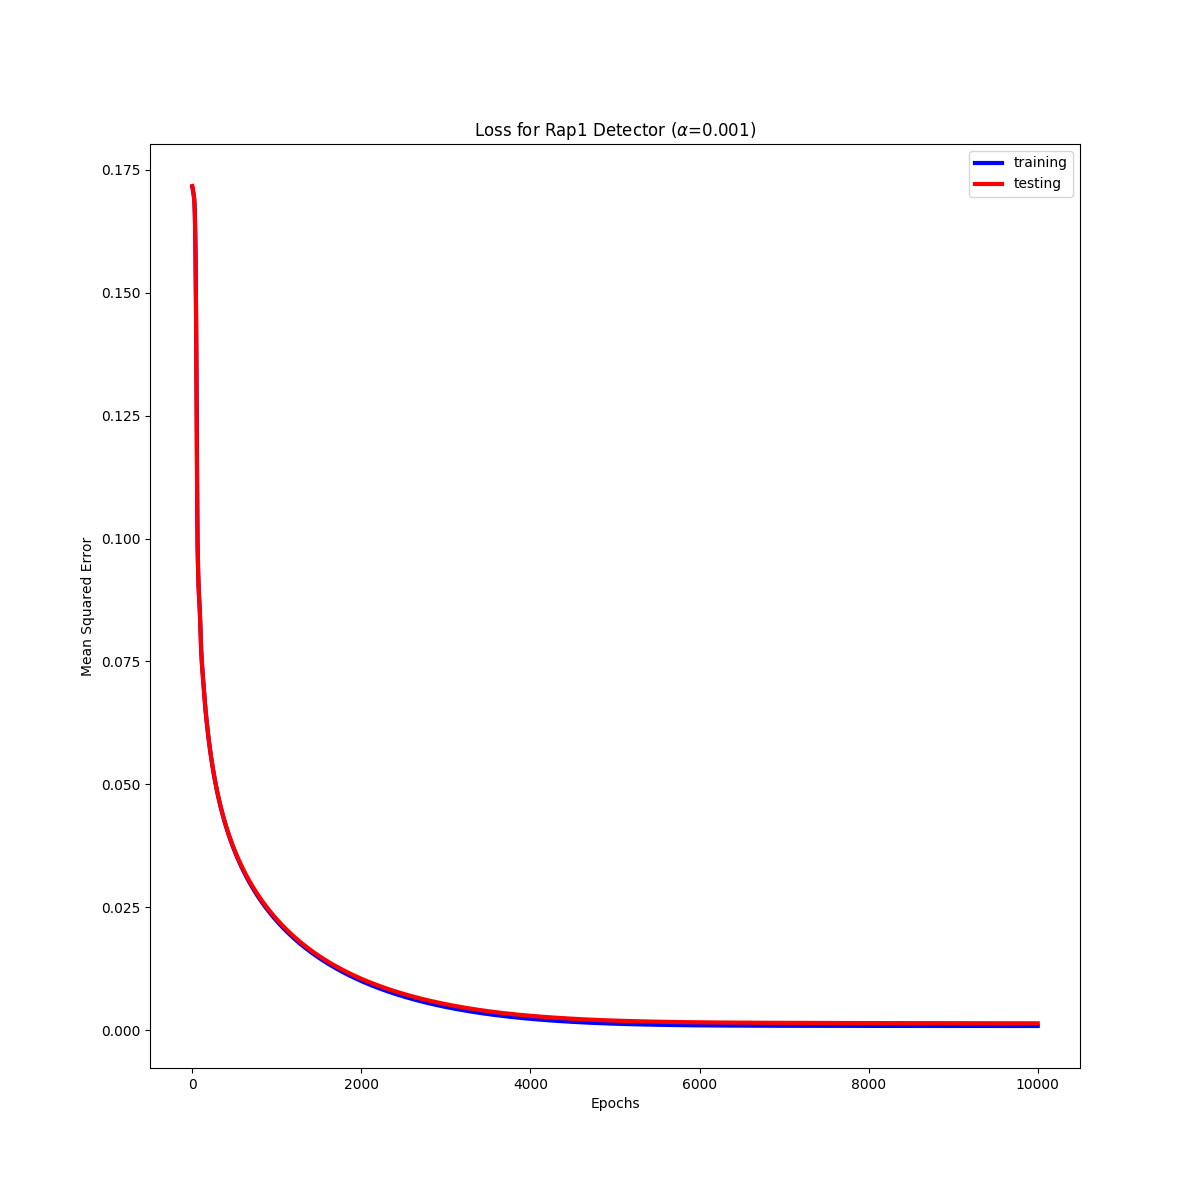 Loss for Rap1 Detector (α=0.001)
training
testing
0.175
0.150
0.125
0.100
0.075
0.050
0.025
0.000
Mean Squared Error
0 2000 4000 6000 8000 10000
Epochs